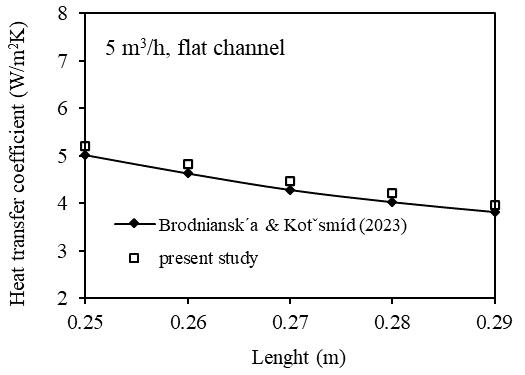 Heat transfer coefficient (W/m²K)
8
7
6
5
4
3
2
5 m³/h, flat channel
Brodniansk´a & Kotˇsmíd (2023)
present study
0.25 0.26 0.27 0.28 0.29
Lenght (m)